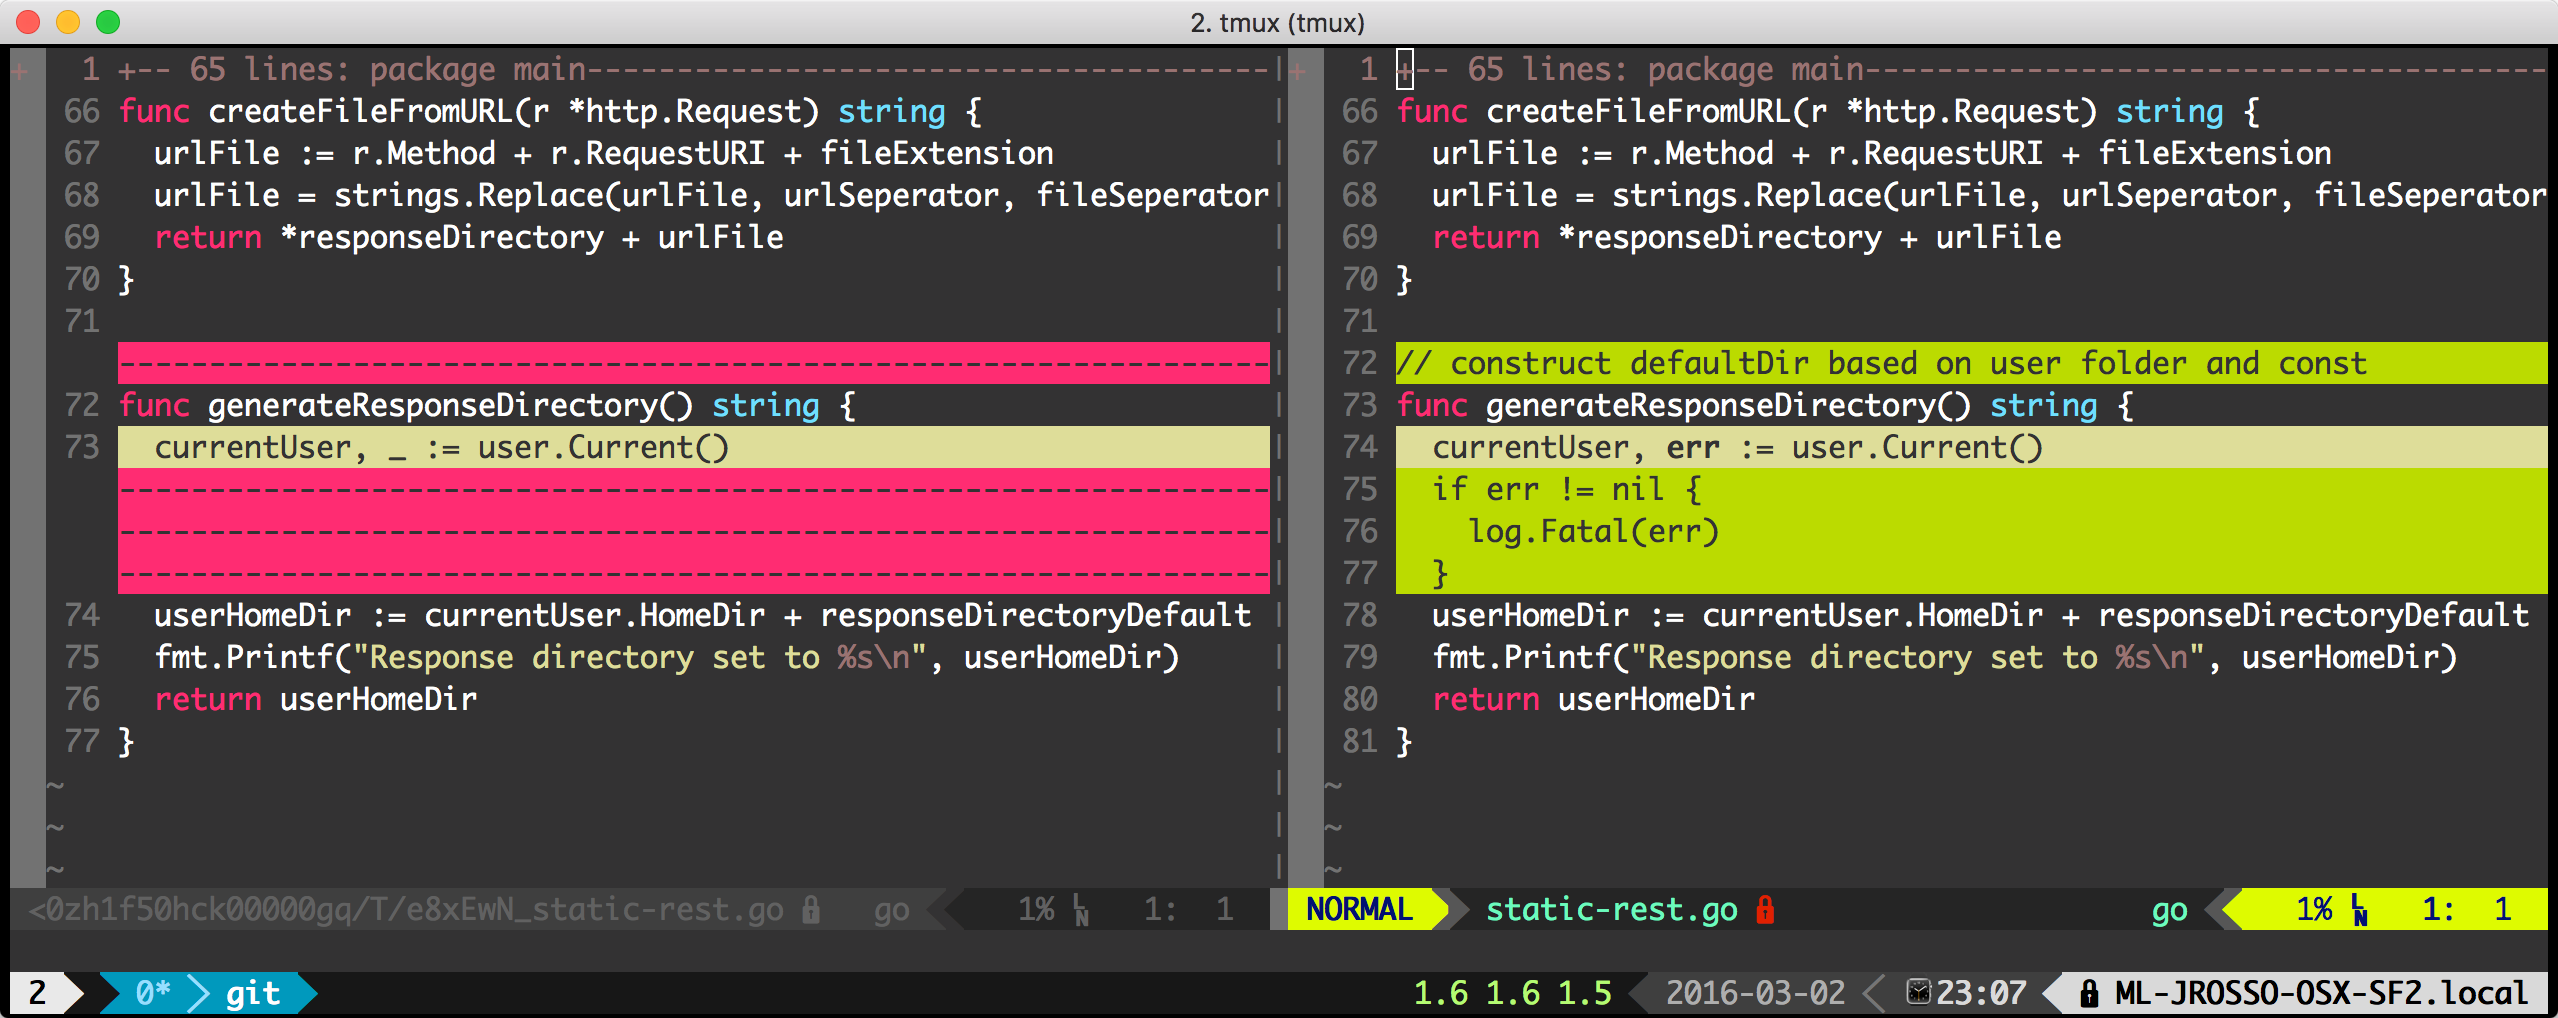 2. tmux (tmux)
+ 1 +-- 65 lines: package main--------------------------------------
66 func createFileFromURL(r *http.Request) string {
67 urlFile := r.Method + r.RequestURI + fileExtension
68 urlFile = strings.Replace(urlFile, urlSeperator, fileSeperator
69 return *responseDirectory + urlFile
70 }
71
----------------------------------------------------------------
72 func generateResponseDirectory() string {
73 currentUser, _ := user.Current()
----------------------------------------------------------------
----------------------------------------------------------------
----------------------------------------------------------------
74 userHomeDir := currentUser.HomeDir + responseDirectoryDefault
75 fmt.Printf("Response directory set to %s\n", userHomeDir)
76 return userHomeDir
77 }
~
~
~
<0zh1f50hck00000gq/T/e8xEwN_static-rest.go go 1% LN 1: 1
+ 1 +-- 65 lines: package main--------------------------------------
66 func createFileFromURL(r *http.Request) string {
67 urlFile := r.Method + r.RequestURI + fileExtension
68 urlFile = strings.Replace(urlFile, urlSeperator, fileSeperator
69 return *responseDirectory + urlFile
70 }
71
72 // construct defaultDir based on user folder and const
73 func generateResponseDirectory() string {
74 currentUser, err := user.Current()
75 if err != nil {
76 log.Fatal(err)
77 }
78 userHomeDir := currentUser.HomeDir + responseDirectoryDefault
79 fmt.Printf("Response directory set to %s\n", userHomeDir)
80 return userHomeDir
81 }
~
~
~
NORMAL static-rest.go go 1% LN 1: 1
2 0* git 1.6 1.6 1.5 2016-03-02 23:07 ML-JROSSO-OSX-SF2.local